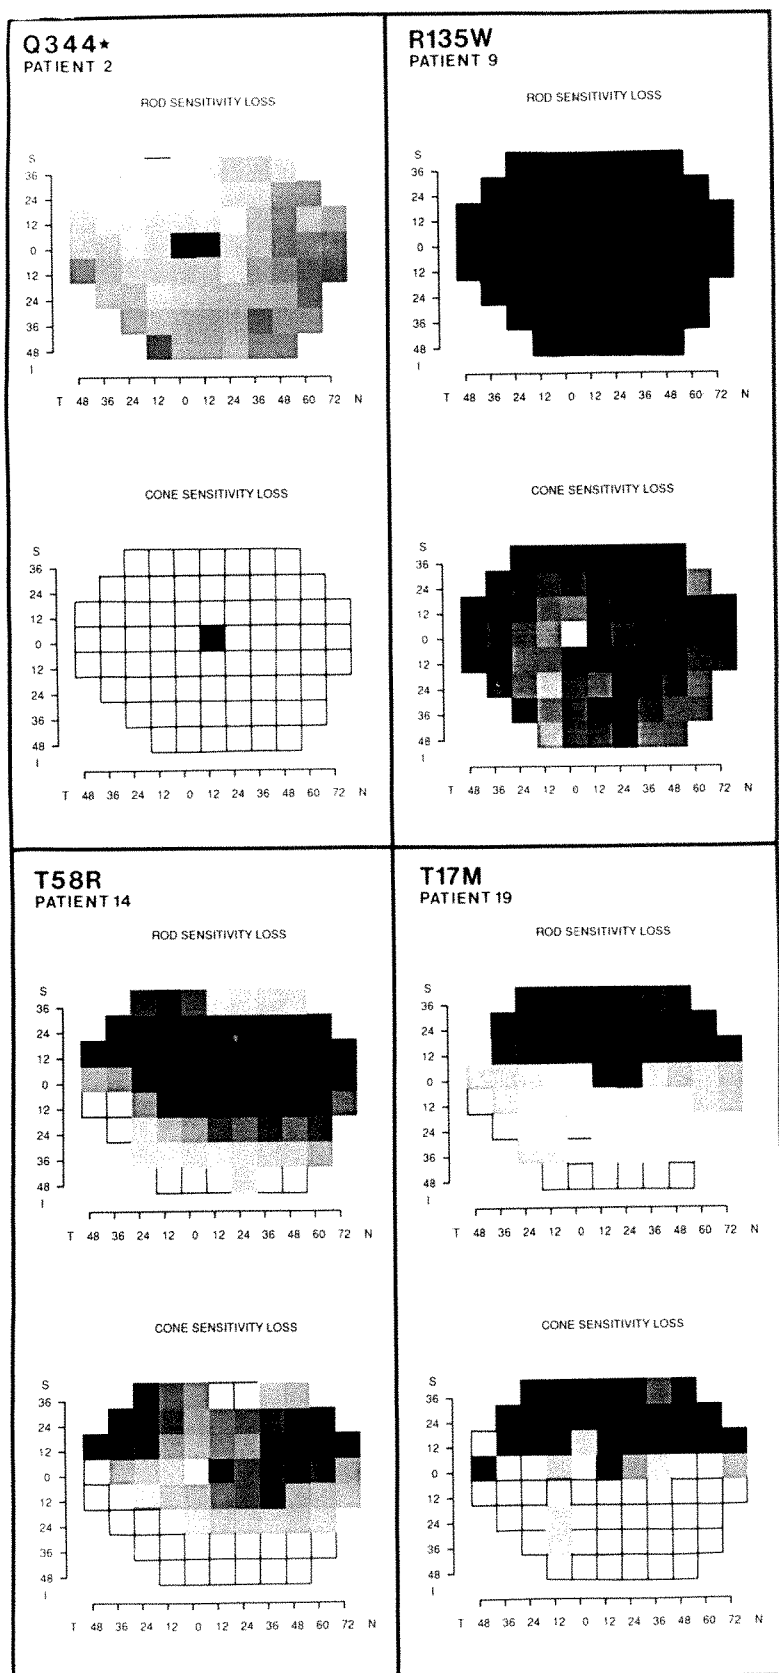 Q344★
PATIENT 2
ROD SENSITIVITY LOSS
S
36
24
12
0
12
24
36
48
I
T 48 36 24 12 0 12 24 36 48 60 72 N
CONE SENSITIVITY LOSS
S
36
24
12
0
12
24
36
48
I
T 48 36 24 12 0 12 24 36 48 60 72 N
R135W
PATIENT 9
ROD SENSITIVITY LOSS
S
36
24
12
0
12
24
36
48
I
T 48 36 24 12 0 12 24 36 48 60 72 N
CONE SENSITIVITY LOSS
S
36
24
12
0
12
24
36
48
I
T 48 36 24 12 0 12 24 36 48 60 72 N
T58R
PATIENT 14
ROD SENSITIVITY LOSS
S
36
24
12
0
12
24
36
48
I
T 48 36 24 12 0 12 24 36 48 60 72 N
CONE SENSITIVITY LOSS
S
36
24
12
0
12
24
36
48
I
T 48 36 24 12 0 12 24 36 48 60 72 N
T17M
PATIENT 19
ROD SENSITIVITY LOSS
S
36
24
12
0
12
24
36
48
I
T 48 36 24 12 0 12 24 36 48 60 72 N
CONE SENSITIVITY LOSS
S
36
24
12
0
12
24
36
48
I
T 48 36 24 12 0 12 24 36 48 60 72 N